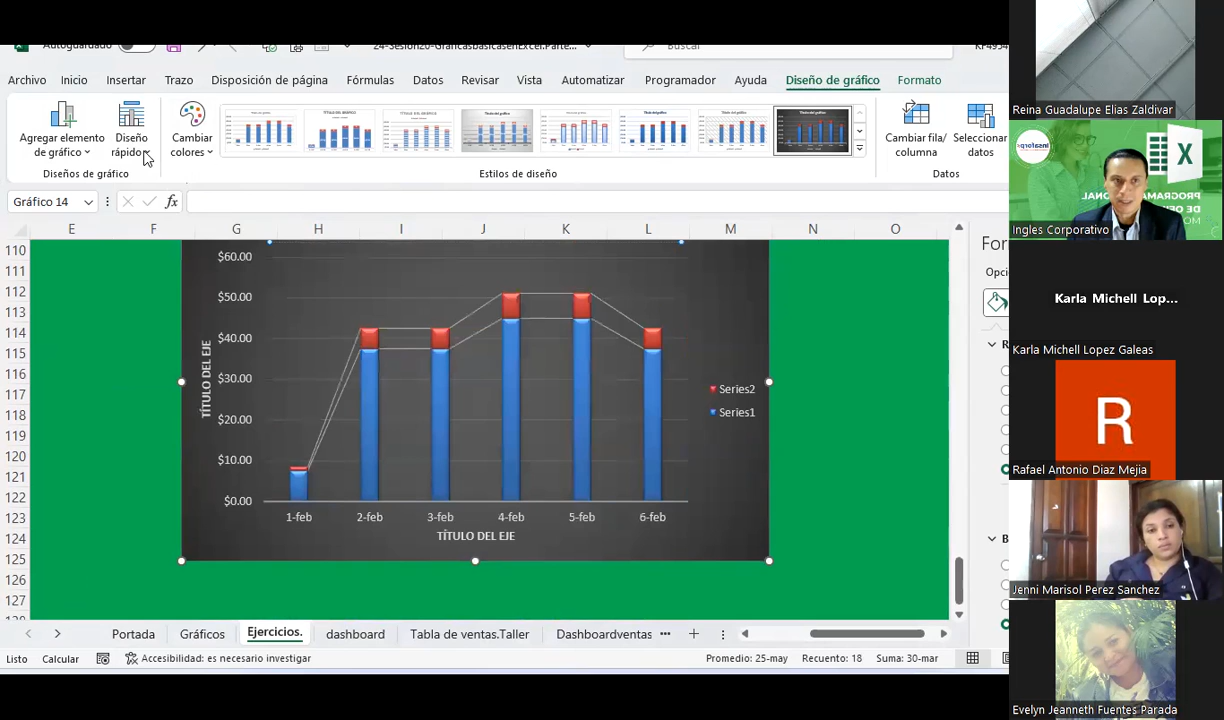 Autoguardado
24-Sesion20-GraficasbasicasenExcel.Parte...
Buscar
Archivo Inicio Insertar Trazo Disposición de página Fórmulas Datos Revisar Vista Automatizar Programador Ayuda Diseño de gráfico Formato
Agregar elemento de gráfico
Diseño rápido
Cambiar colores
Cambiar fila/ columna
Seleccionar datos
Diseños de gráfico
Estilos de diseño
Datos
Gráfico 14
fx
E F G H I J K L M N O
110
111
112
113
114
115
116
117
118
119
120
121
122
123
124
125
126
127
$60.00
$50.00
$40.00
$30.00
$20.00
$10.00
$0.00
TÍTULO DEL EJE
1-feb 2-feb 3-feb 4-feb 5-feb 6-feb
TÍTULO DEL EJE
Series2
Series1
Portada Gráficos Ejercicios. dashboard Tabla de ventas.Taller Dashboardventas
Listo Calcular Accesibilidad: es necesario investigar Promedio: 25-may Recuento: 18 Suma: 30-mar
Reina Guadalupe Elias Zaldivar
Insaforp
X
Ingles Corporativo
Karla Michell Lop...
Karla Michell Lopez Galeas
R
Rafael Antonio Diaz Mejia
Jenni Marisol Perez Sanchez
Evelyn Jeanneth Fuentes Parada